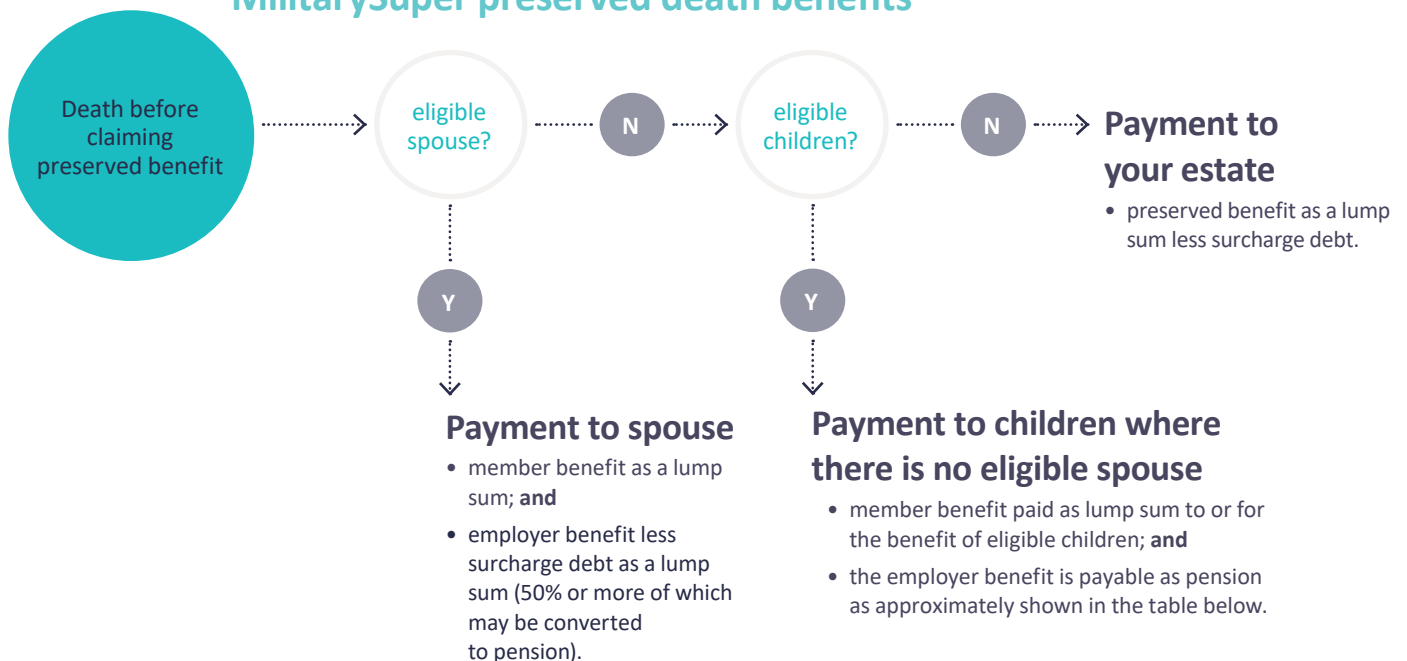 MilitarySuper preserved death benefits
Death before
claiming
preserved benefit
eligible
spouse?
N
eligible
children?
N
Payment to
your estate
• preserved benefit as a lump
sum less surcharge debt.
Y
Y
Payment to spouse
• member benefit as a lump
sum; and
• employer benefit less
surcharge debt as a lump
sum (50% or more of which
may be converted
to pension).
Payment to children where
there is no eligible spouse
• member benefit paid as lump sum to or for
the benefit of eligible children; and
• the employer benefit is payable as pension
as approximately shown in the table below.